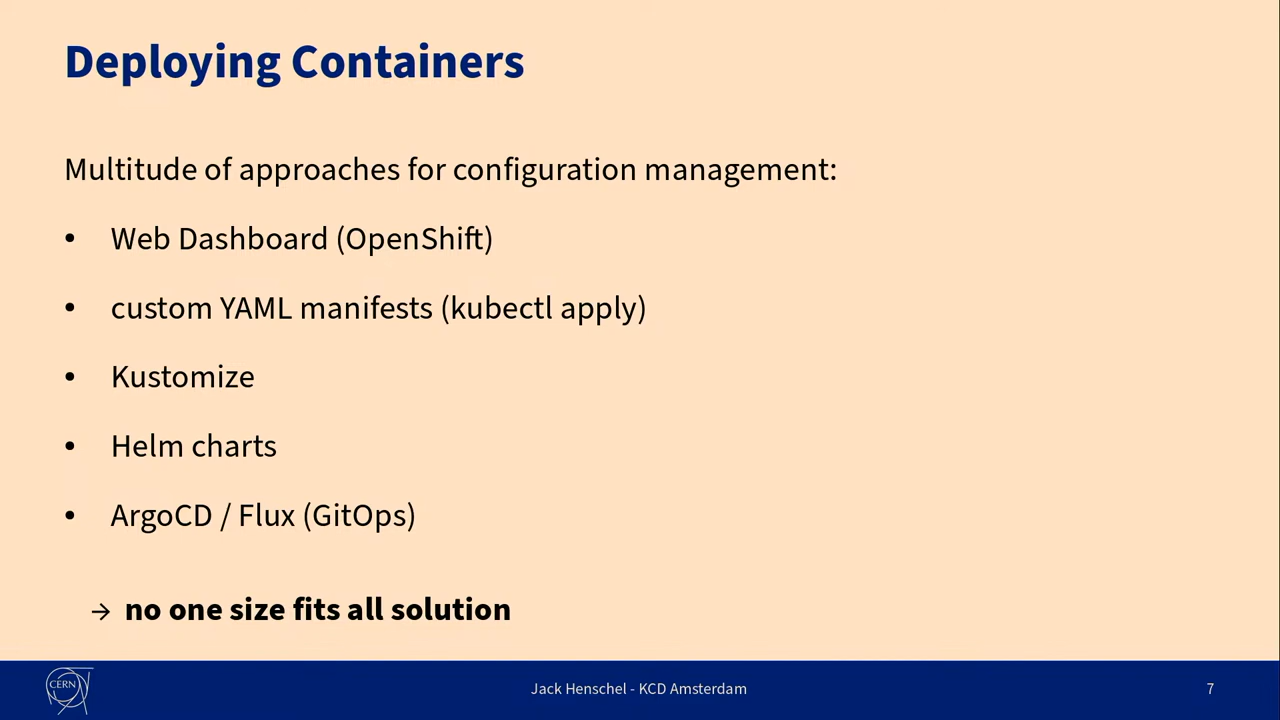 Deploying Containers
Multitude of approaches for configuration management:
• Web Dashboard (OpenShift)
• custom YAML manifests (kubectl apply)
• Kustomize
• Helm charts
• ArgoCD / Flux (GitOps)
→ no one size fits all solution
CERN
Jack Henschel - KCD Amsterdam
7